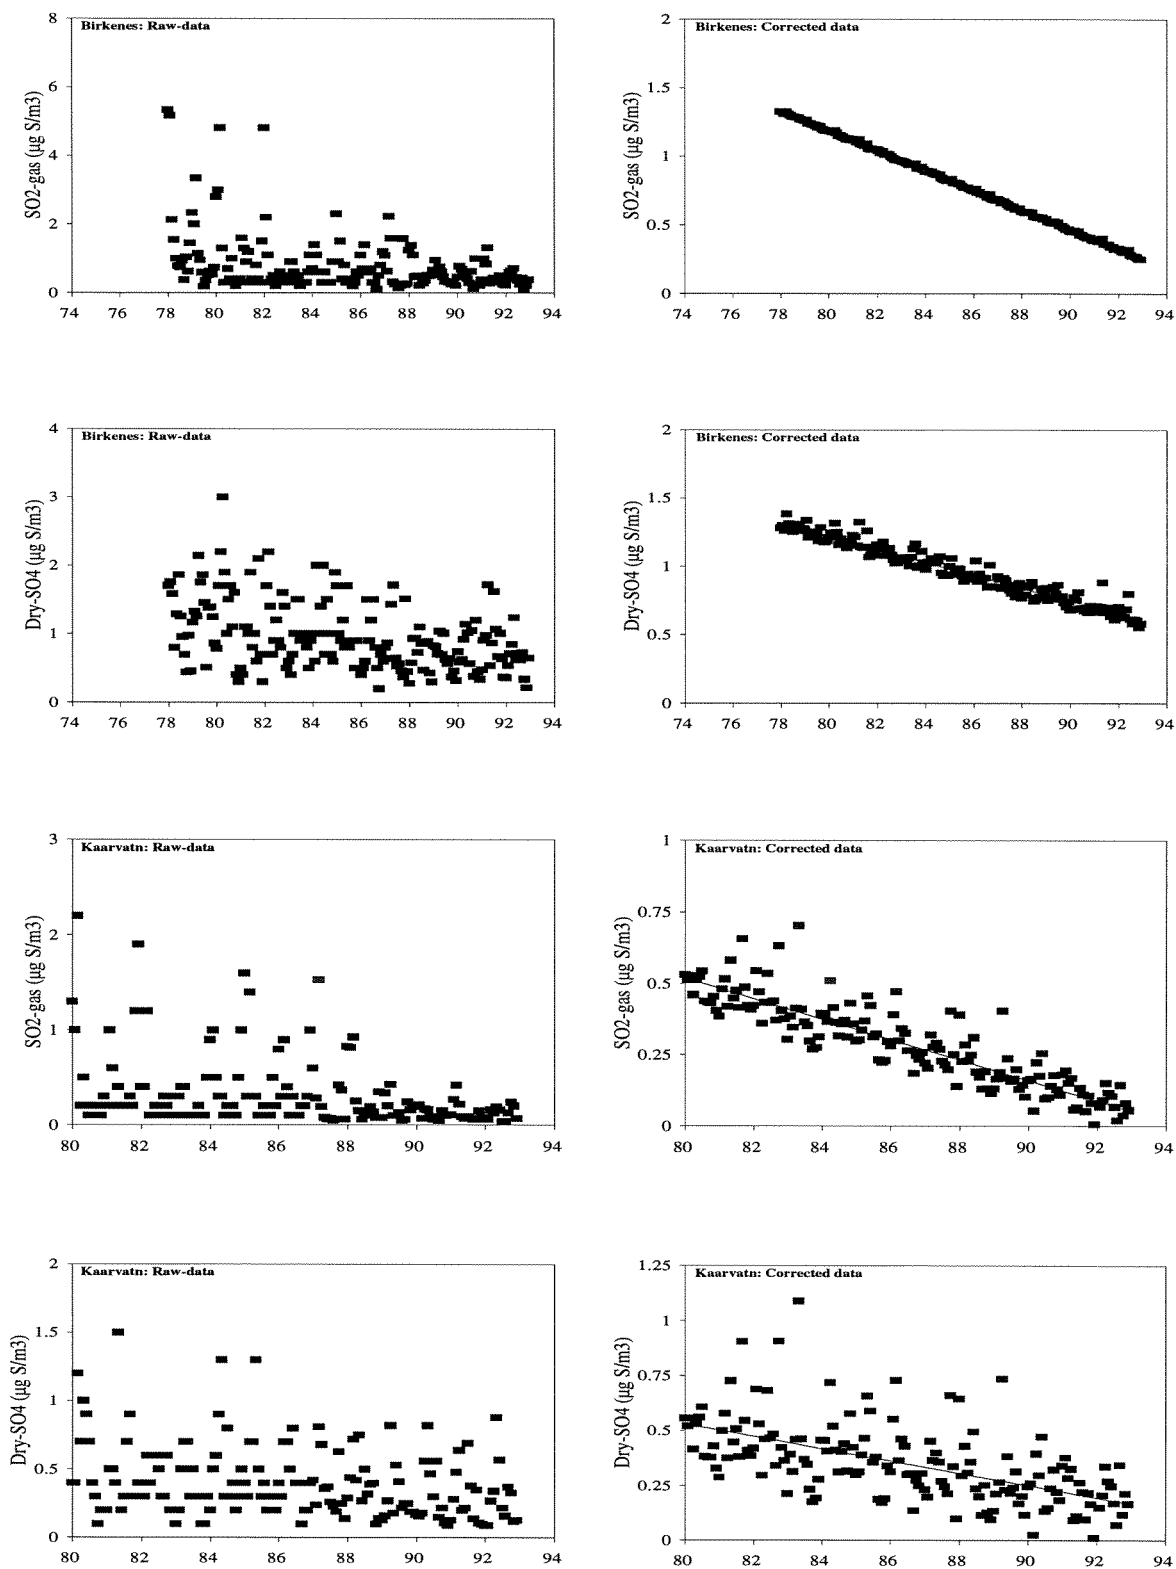 Birkenes: Raw-data
SO2-gas (µg S/m3)
8
6
4
2
0
74 76 78 80 82 84 86 88 90 92 94
Birkenes: Corrected data
SO2-gas (µg S/m3)
2
1.5
1
0.5
0
74 76 78 80 82 84 86 88 90 92 94
Birkenes: Raw-data
Dry-SO4 (µg S/m3)
4
3
2
1
0
74 76 78 80 82 84 86 88 90 92 94
Birkenes: Corrected data
Dry-SO4 (µg S/m3)
2
1.5
1
0.5
0
74 76 78 80 82 84 86 88 90 92 94
Kaarvatn: Raw-data
SO2-gas (µg S/m3)
3
2
1
0
80 82 84 86 88 90 92 94
Kaarvatn: Corrected data
SO2-gas (µg S/m3)
1
0.75
0.5
0.25
0
80 82 84 86 88 90 92 94
Kaarvatn: Raw-data
Dry-SO4 (µg S/m3)
2
1.5
1
0.5
0
80 82 84 86 88 90 92 94
Kaarvatn: Corrected data
Dry-SO4 (µg S/m3)
1.25
1
0.75
0.5
0.25
0
80 82 84 86 88 90 92 94